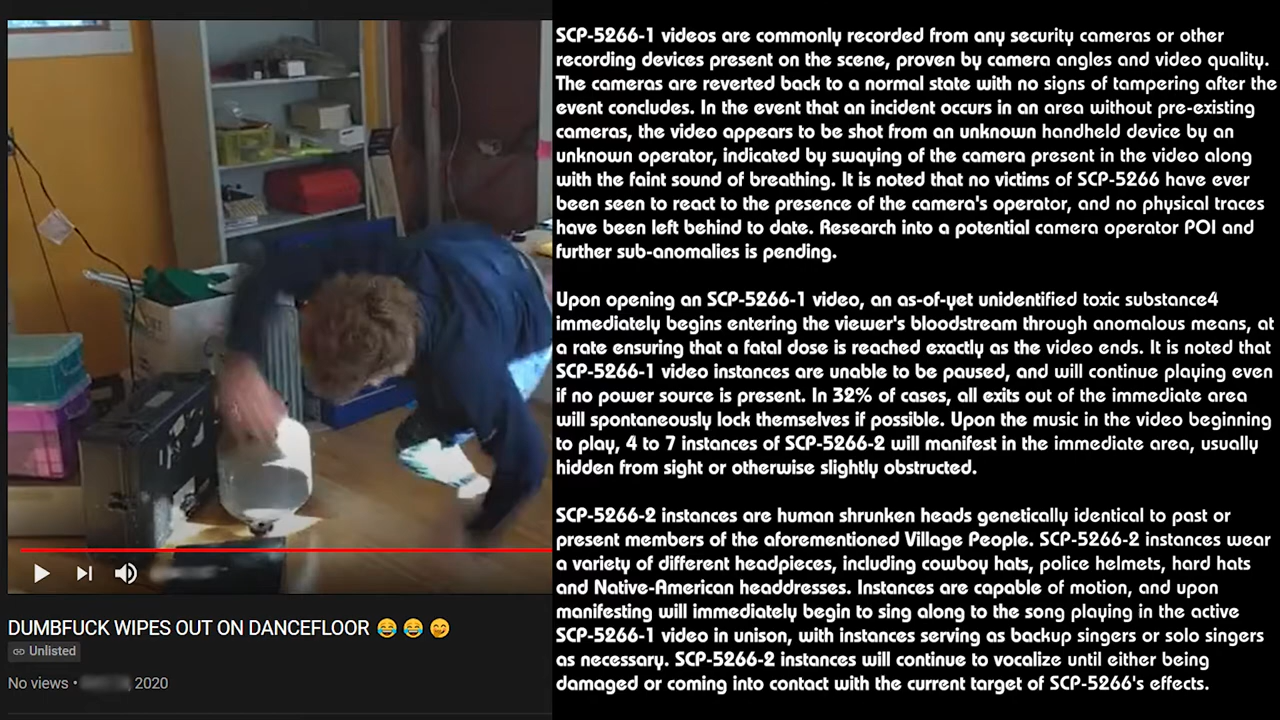 SCP-5266-1 videos are commonly recorded from any security cameras or other
recording devices present on the scene, proven by camera angles and video quality.
The cameras are reverted back to a normal state with no signs of tampering after the
event concludes. In the event that an incident occurs in an area without pre-existing
cameras, the video appears to be shot from an unknown handheld device by an
unknown operator, indicated by swaying of the camera present in the video along
with the faint sound of breathing. It is noted that no victims of SCP-5266 have ever
been seen to react to the presence of the camera's operator, and no physical traces
have been left behind to date. Research into a potential camera operator POI and
further sub-anomalies is pending.
Upon opening an SCP-5266-1 video, an as-of-yet unidentified toxic substance4
immediately begins entering the viewer's bloodstream through anomalous means, at
a rate ensuring that a fatal dose is reached exactly as the video ends. It is noted that
SCP-5266-1 video instances are unable to be paused, and will continue playing even
if no power source is present. In 32% of cases, all exits out of the immediate area
will spontaneously lock themselves if possible. Upon the music in the video beginning
to play, 4 to 7 instances of SCP-5266-2 will manifest in the immediate area, usually
hidden from sight or otherwise slightly obstructed.
SCP-5266-2 instances are human shrunken heads genetically identical to past or
present members of the aforementioned Village People. SCP-5266-2 instances wear
a variety of different headpieces, including cowboy hats, police helmets, hard hats
and Native-American headdresses. Instances are capable of motion, and upon
manifesting will immediately begin to sing along to the song playing in the active
SCP-5266-1 video in unison, with instances serving as backup singers or solo singers
as necessary. SCP-5266-2 instances will continue to vocalize until either being
damaged or coming into contact with the current target of SCP-5266's effects.
DUMBFUCK WIPES OUT ON DANCEFLOOR 😂 😂 😋
Unlisted
No views • 2020